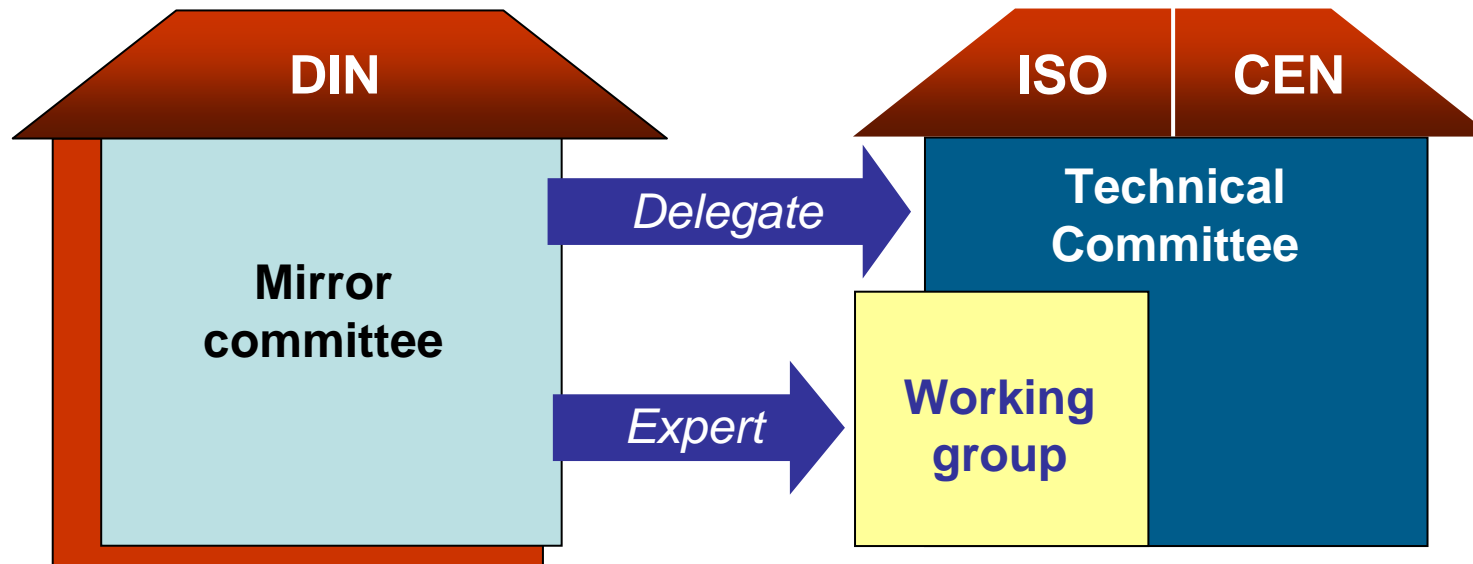 DIN
Mirror
committee
Delegate
Expert
ISO
CEN
Technical
Committee
Working
group